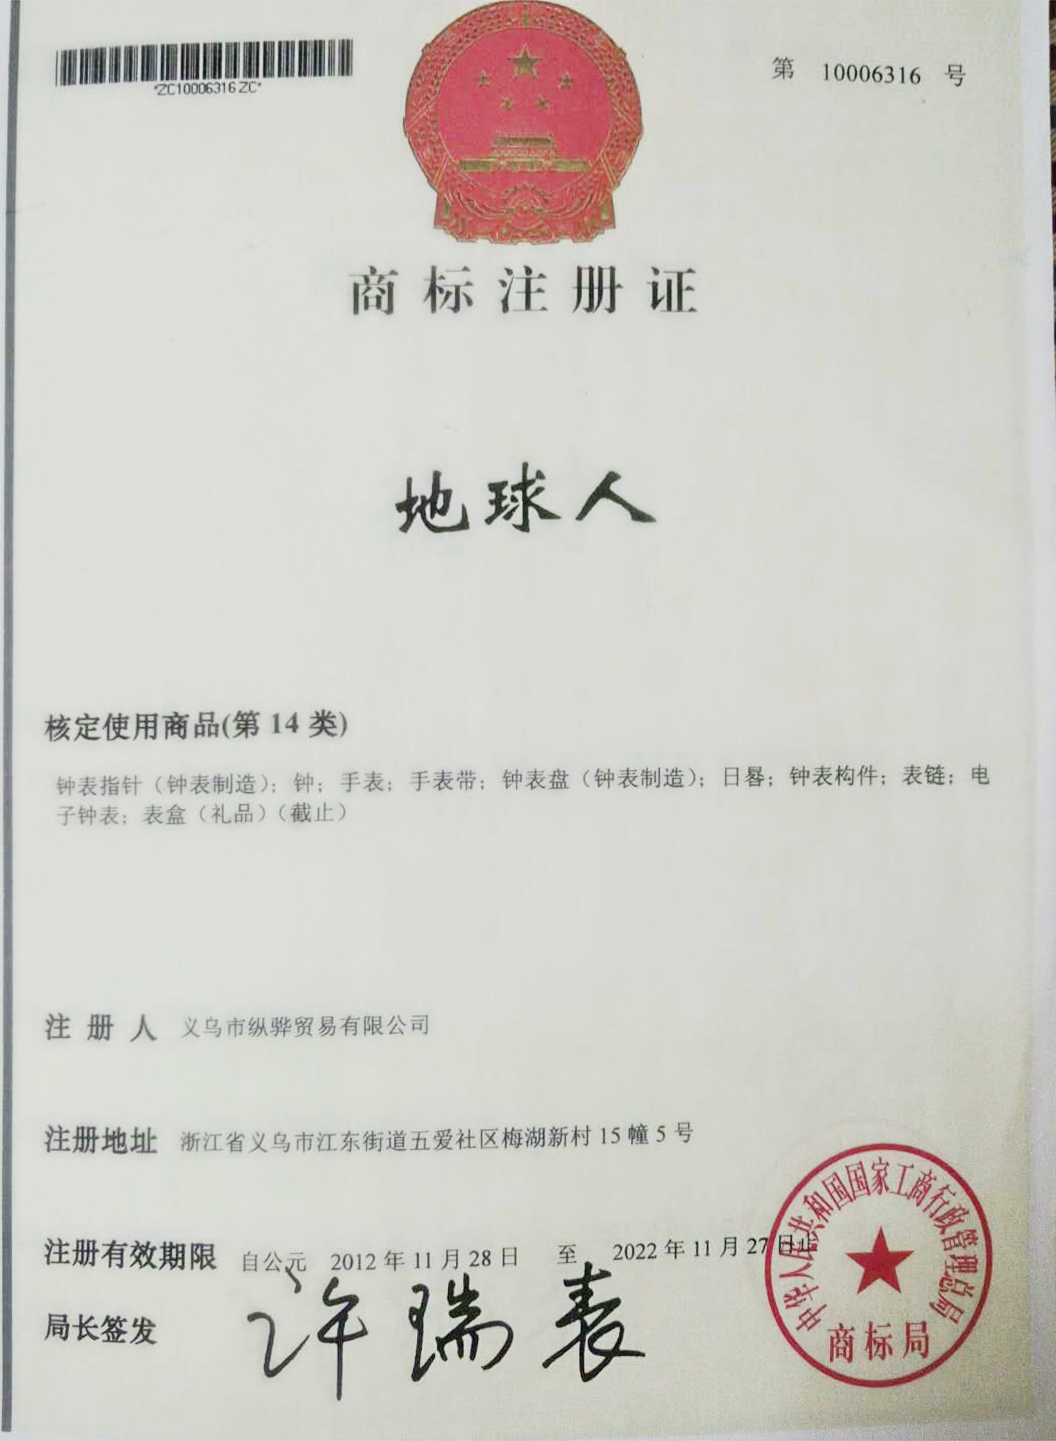 *ZC10006316ZC*
第 10006316 号
商标注册证
地球人
核定使用商品(第 14 类)
钟表指针（钟表制造）；钟；手表；手表带；钟表盘（钟表制造）；日晷；钟表构件；表链；电
子钟表；表盒（礼品）（截止）
注 册 人 义乌市纵骅贸易有限公司
注册地址 浙江省义乌市江东街道五爱社区梅湖新村 15 幢 5 号
注册有效期限 自公元 2012 年 11 月 28 日 至 2022 年 11 月 27 日止
局长签发 许瑞表
中华人民共和国国家工商行政管理总局
商标局